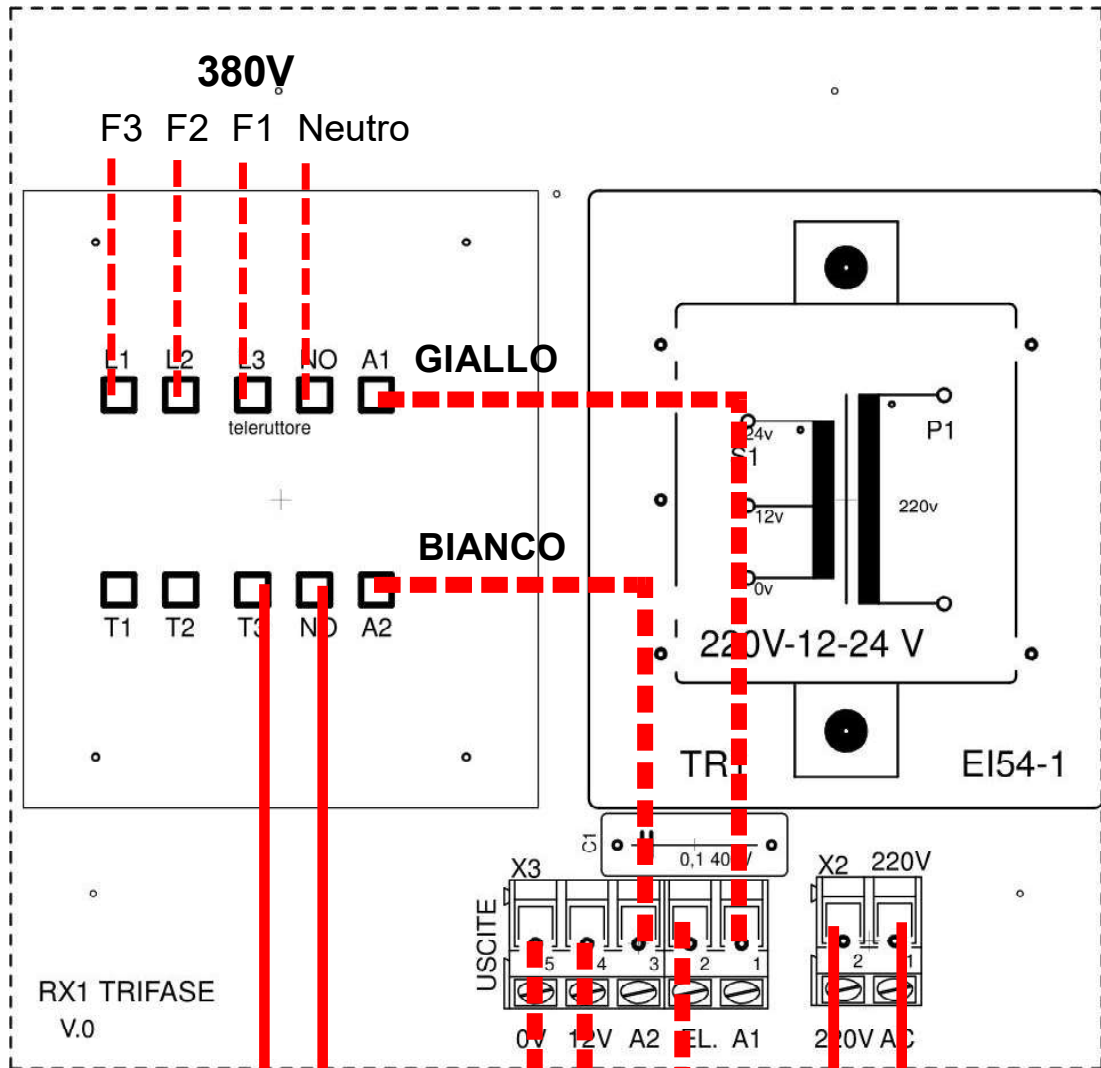 380V
F3 F2 F1 Neutro
L1 L2 L3 NO A1
GIALLO
teleruttore
24v
S1
P1
12v
220v
BIANCO
0v
T1 T2 T3 NO A2
220V-12-24 V
TR1
EI54-1
C1
0,1 400V
X3
X2 220V
USCITE
5 4 3 2 1
2 1
RX1 TRIFASE
V.0
0V 12V A2 EL. A1
220V AC